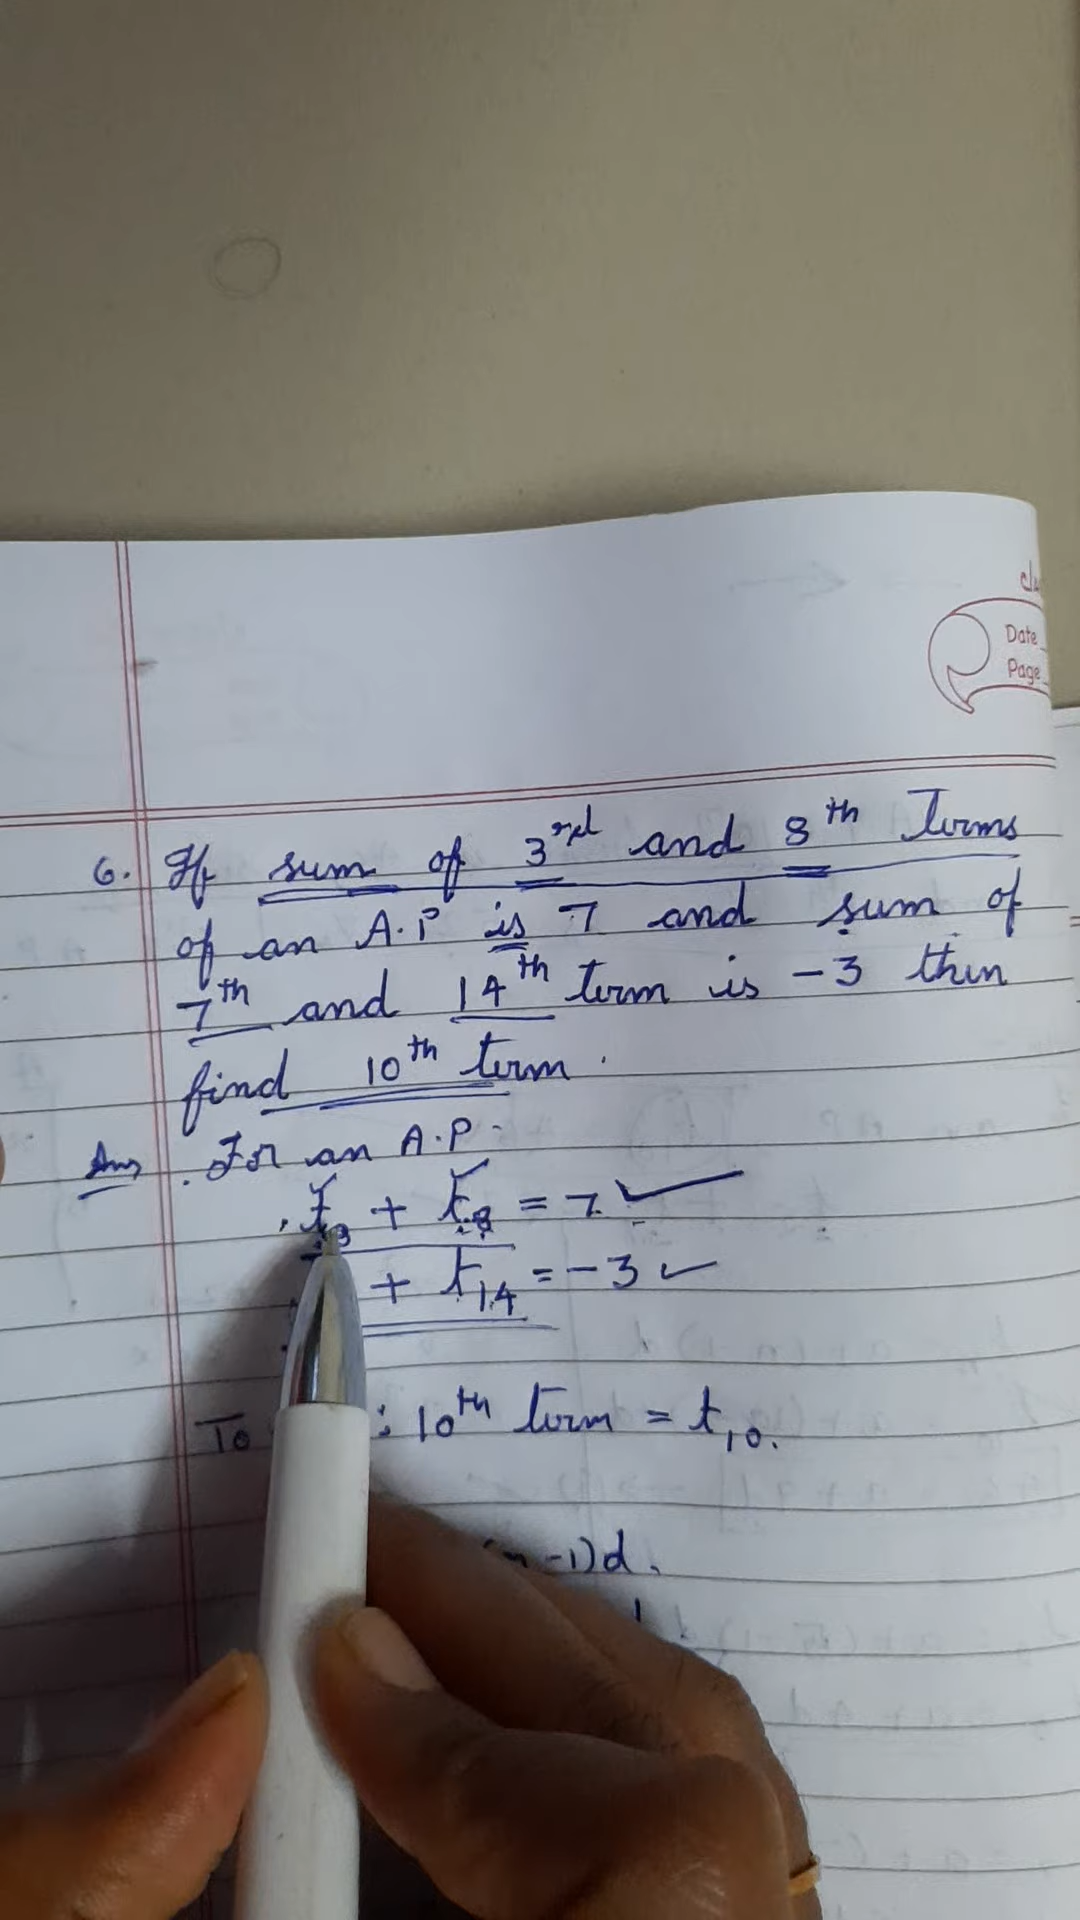 Date
Page
6. If sum of 3rd and 8th Terms
of an A.P is 7 and sum of
7th and 14th term is -3 then
find 10th term.
Ans. For an A.P.
t3 + t8 = 7
+ t14 = -3
To : 10th term = t10.
-1)d.